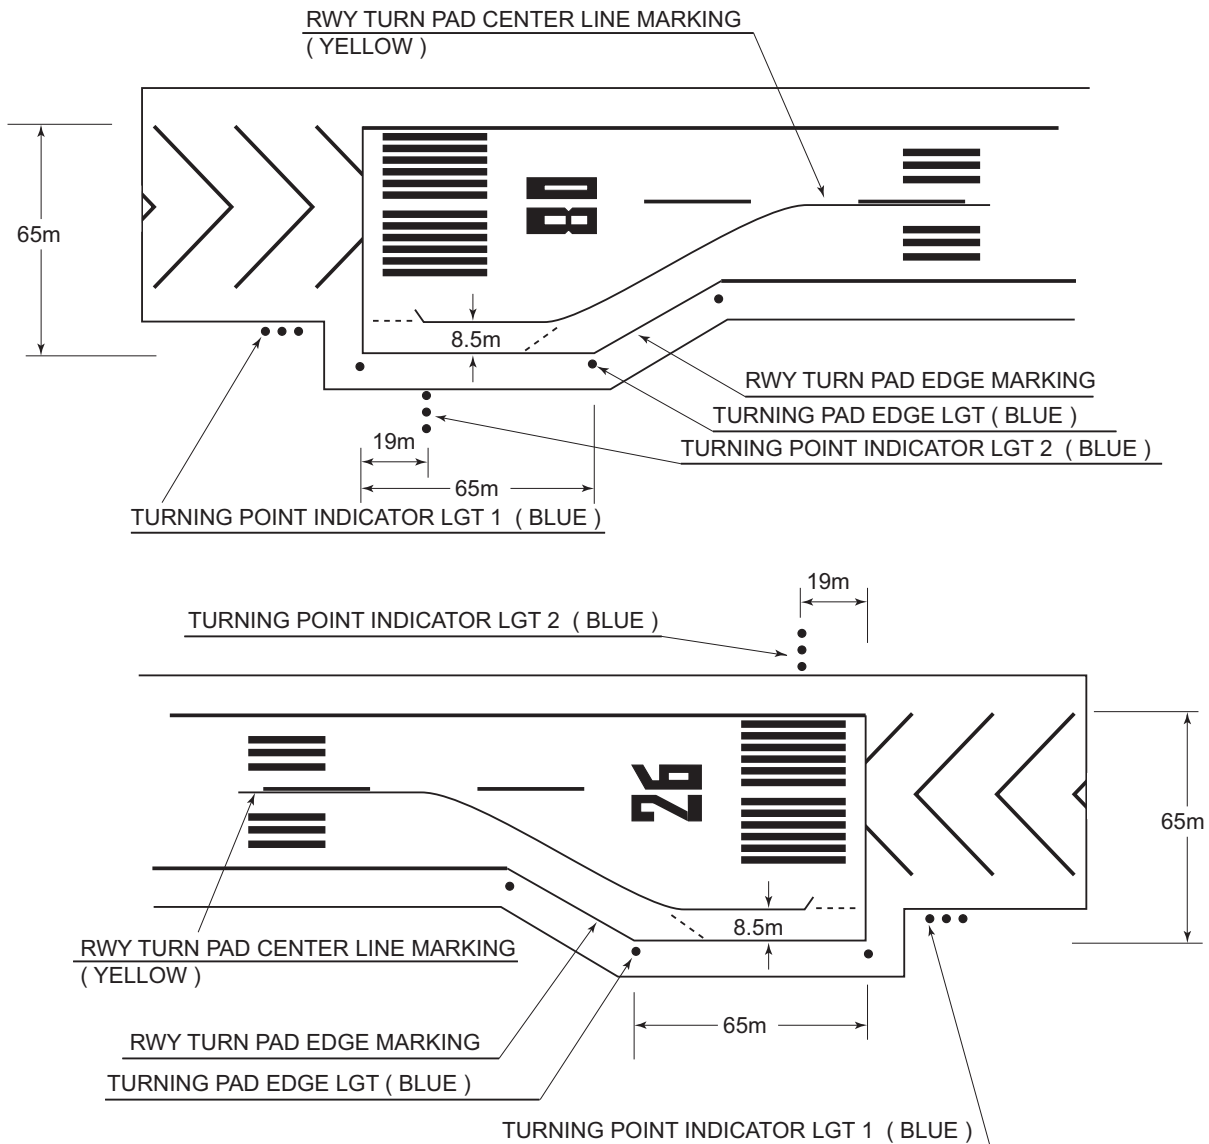 RWY TURN PAD CENTER LINE MARKING
( YELLOW )
65m
08
8.5m
RWY TURN PAD EDGE MARKING
TURNING PAD EDGE LGT ( BLUE )
TURNING POINT INDICATOR LGT 2 ( BLUE )
19m
65m
TURNING POINT INDICATOR LGT 1 ( BLUE )
19m
TURNING POINT INDICATOR LGT 2 ( BLUE )
26
65m
8.5m
RWY TURN PAD CENTER LINE MARKING
( YELLOW )
65m
RWY TURN PAD EDGE MARKING
TURNING PAD EDGE LGT ( BLUE )
TURNING POINT INDICATOR LGT 1 ( BLUE )